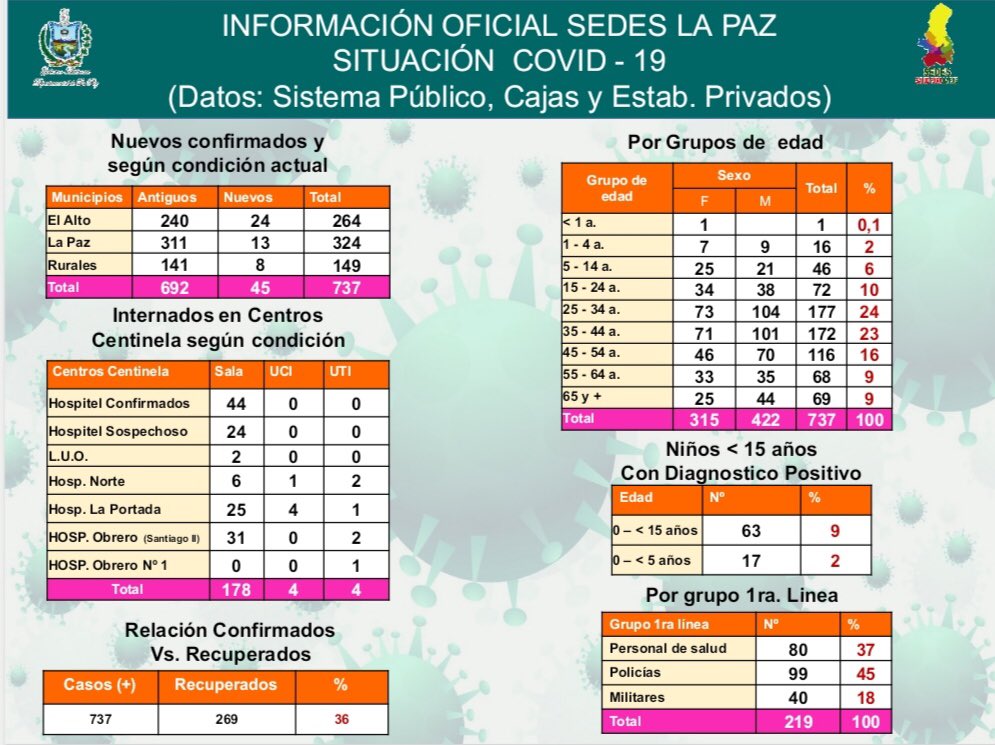 INFORMACIÓN OFICIAL SEDES LA PAZ
SITUACIÓN COVID - 19
(Datos: Sistema Público, Cajas y Estab. Privados)
SEDES
Nuevos confirmados y
según condición actual
Municipios Antiguos Nuevos Total
El Alto 240 24 264
La Paz 311 13 324
Rurales 141 8 149
Total 692 45 737
Internados en Centros
Centinela según condición
Centros Centinela Sala UCI UTI
Hospitel Confirmados 44 0 0
Hospitel Sospechoso 24 0 0
L.U.O. 2 0 0
Hosp. Norte 6 1 2
Hosp. La Portada 25 4 1
HOSP. Obrero (Santiago II) 31 0 2
HOSP. Obrero N° 1 0 0 1
Total 178 4 4
Relación Confirmados
Vs. Recuperados
Casos (+) Recuperados %
737 269 36
Por Grupos de edad
Grupo de edad Sexo Total %
F M
< 1 a. 1 1 0,1
1 - 4 a. 7 9 16 2
5 - 14 a. 25 21 46 6
15 - 24 a. 34 38 72 10
25 - 34 a. 73 104 177 24
35 - 44 a. 71 101 172 23
45 - 54 a. 46 70 116 16
55 - 64 a. 33 35 68 9
65 y + 25 44 69 9
Total 315 422 737 100
Niños < 15 años
Con Diagnostico Positivo
Edad N° %
0 – < 15 años 63 9
0 – < 5 años 17 2
Por grupo 1ra. Linea
Grupo 1ra línea N° %
Personal de salud 80 37
Policías 99 45
Militares 40 18
Total 219 100